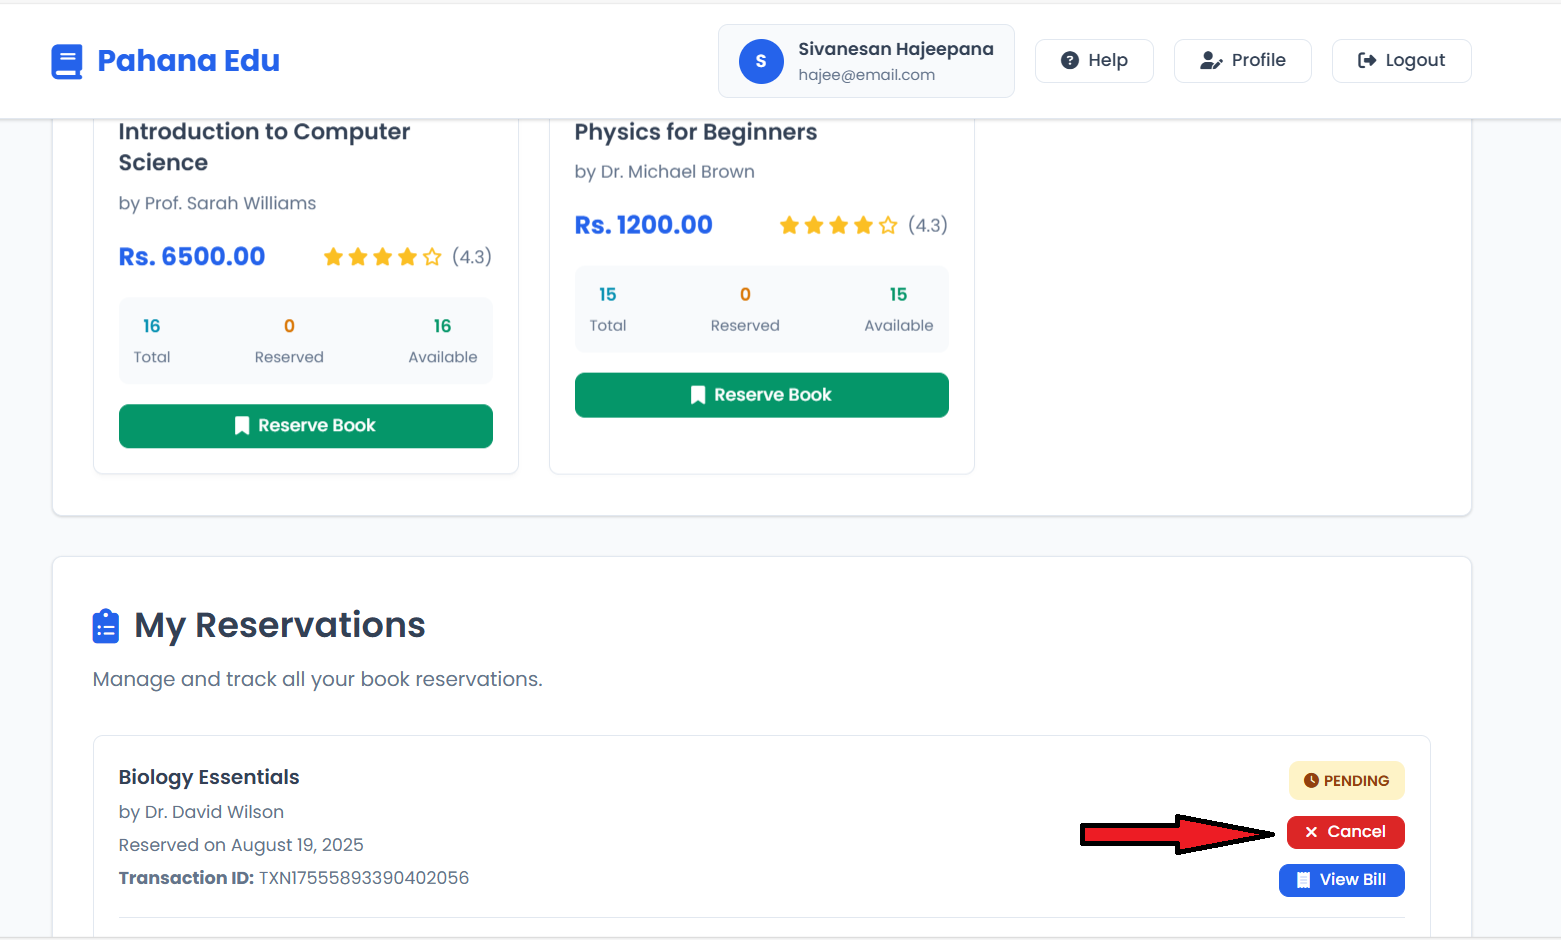 Pahana Edu
S
Sivanesan Hajeepana
hajee@email.com
Help
Profile
Logout
Introduction to Computer
Science
by Prof. Sarah Williams
Rs. 6500.00
(4.3)
16
0
16
Total
Reserved
Available
Reserve Book
Physics for Beginners
by Dr. Michael Brown
Rs. 1200.00
(4.3)
15
0
15
Total
Reserved
Available
Reserve Book
My Reservations
Manage and track all your book reservations.
Biology Essentials
by Dr. David Wilson
Reserved on August 19, 2025
Transaction ID: TXN17555893390402056
PENDING
Cancel
View Bill